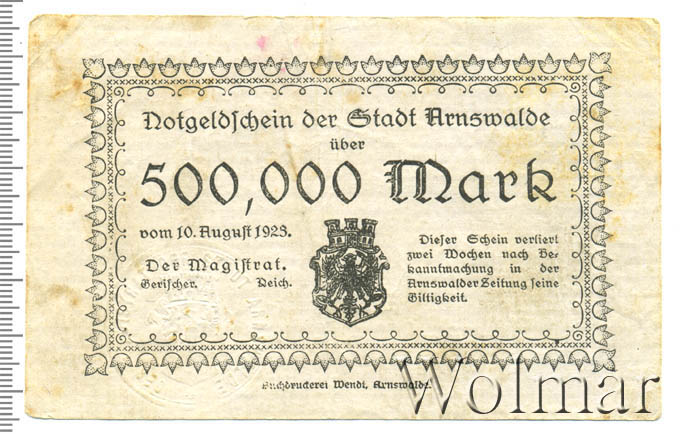 Notgeldschein der Stadt Arnswalde
über
500,000 Mark
vom 10. August 1923.
Der Magistrat.
Gerischer. Reich.
Dieser Schein verliert
zwei Wochen nach Be-
kanntmachung in der
Arnswalder Zeitung seine
Giltigkeit.
Buchdruckerei Wendt, Arnswalde.
Wolmar